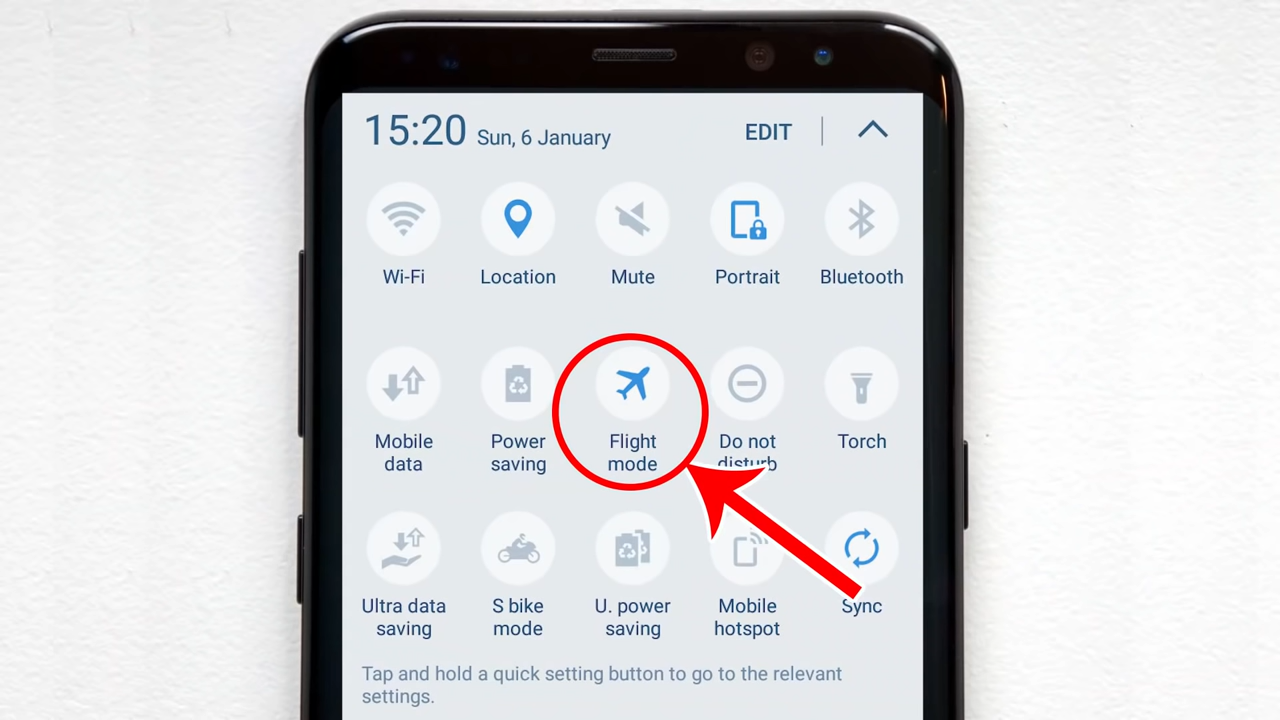 15:20 Sun, 6 January EDIT
Wi-Fi Location Mute Portrait Bluetooth
Mobile data Power saving Flight mode Do not disturb Torch
Ultra data saving S bike mode U. power saving Mobile hotspot Sync
Tap and hold a quick setting button to go to the relevant
settings.